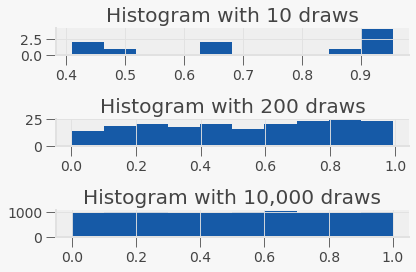 Histogram with 10 draws
2.5
0.0
0.4 0.5 0.6 0.7 0.8 0.9
Histogram with 200 draws
25
0
0.0 0.2 0.4 0.6 0.8 1.0
Histogram with 10,000 draws
1000
0
0.0 0.2 0.4 0.6 0.8 1.0